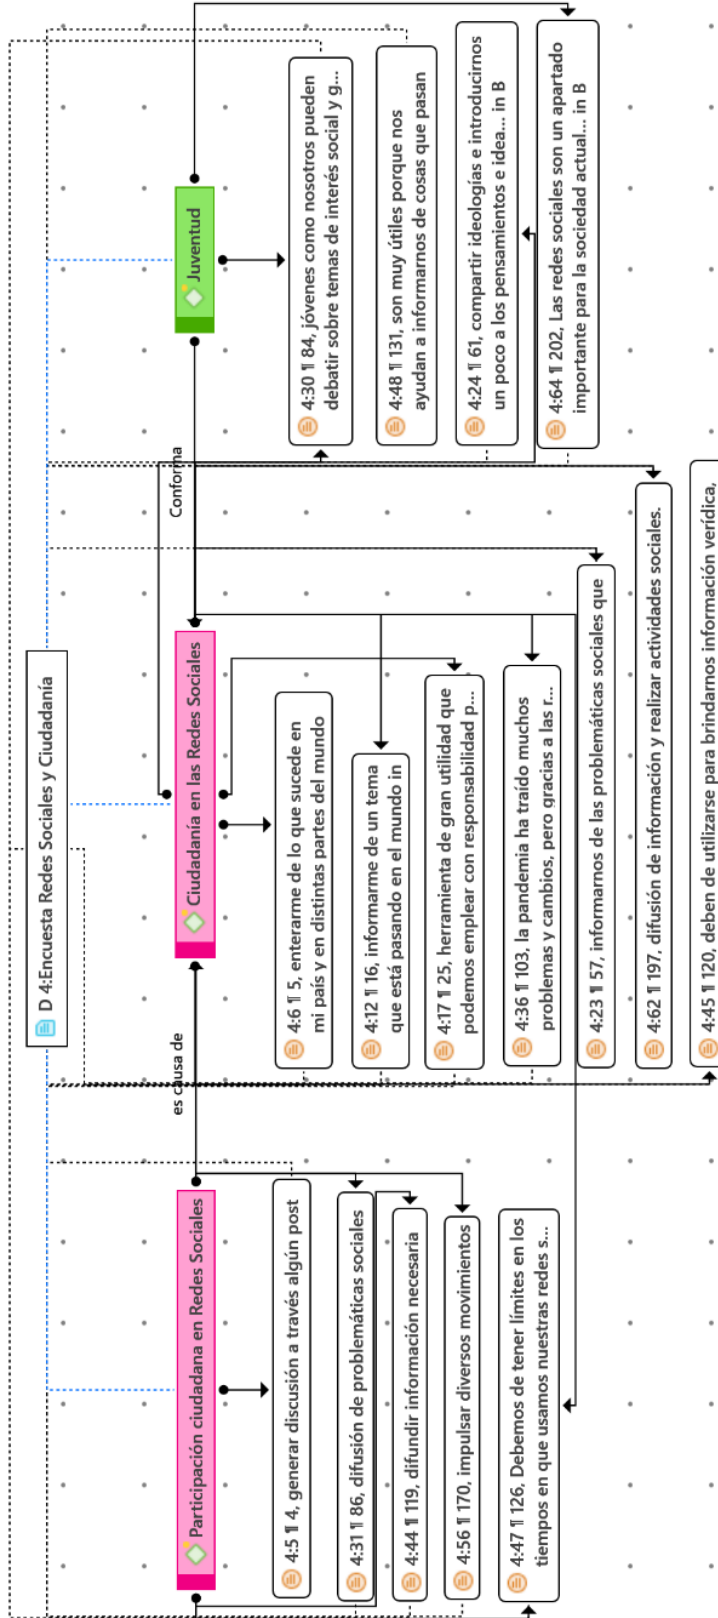 D 4:Encuesta Redes Sociales y Ciudadanía
Participación ciudadana en Redes Sociales
es causa de
Ciudadanía en las Redes Sociales
Conforma
Juventud
4:5 ¶ 4, generar discusión a través algún post
4:31 ¶ 86, difusión de problemáticas sociales
4:44 ¶ 119, difundir información necesaria
4:56 ¶ 170, impulsar diversos movimientos
4:47 ¶ 126, Debemos de tener límites en los
tiempos en que usamos nuestras redes s...
4:6 ¶ 5, enterarme de lo que sucede en
mi país y en distintas partes del mundo
4:12 ¶ 16, informarme de un tema
que está pasando en el mundo in
4:17 ¶ 25, herramienta de gran utilidad que
podemos emplear con responsabilidad p...
4:36 ¶ 103, la pandemia ha traído muchos
problemas y cambios, pero gracias a las r...
4:23 ¶ 57, informarnos de las problemáticas sociales que
4:62 ¶ 197, difusión de información y realizar actividades sociales.
4:45 ¶ 120, deben de utilizarse para brindarnos información verídica,
4:30 ¶ 84, jóvenes como nosotros pueden
debatir sobre temas de interés social y g...
4:48 ¶ 131, son muy útiles porque nos
ayudan a informarnos de cosas que pasan
4:24 ¶ 61, compartir ideologías e introducirnos
un poco a los pensamientos e idea... in B
4:64 ¶ 202, Las redes sociales son un apartado
importante para la sociedad actual... in B